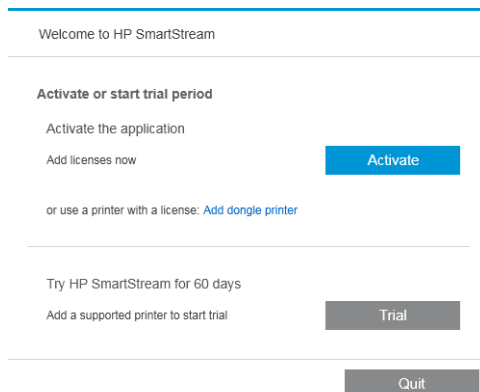 Welcome to HP SmartStream
Activate or start trial period
Activate the application
Add licenses now
Activate
or use a printer with a license: Add dongle printer
Try HP SmartStream for 60 days
Add a supported printer to start trial
Trial
Quit